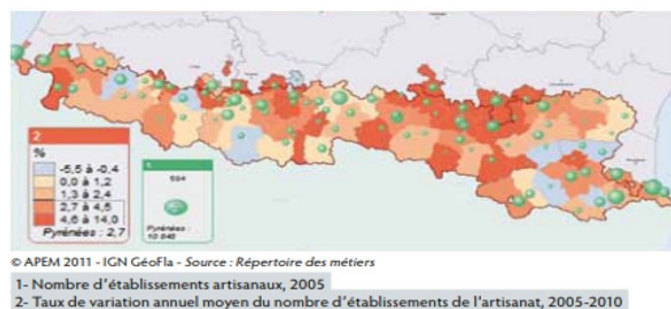 2
%
-5,5 à -0,4
0,0 à 1,2
1,3 à 2,4
2,7 à 4,5
4,6 à 14,0
Pyrénées : 2,7
1
594
Pyrénées :
© APEM 2011 - IGN GéoFla - Source : Répertoire des métiers
1- Nombre d'établissements artisanaux, 2005
2- Taux de variation annuel moyen du nombre d'établissements de l'artisanat, 2005-2010